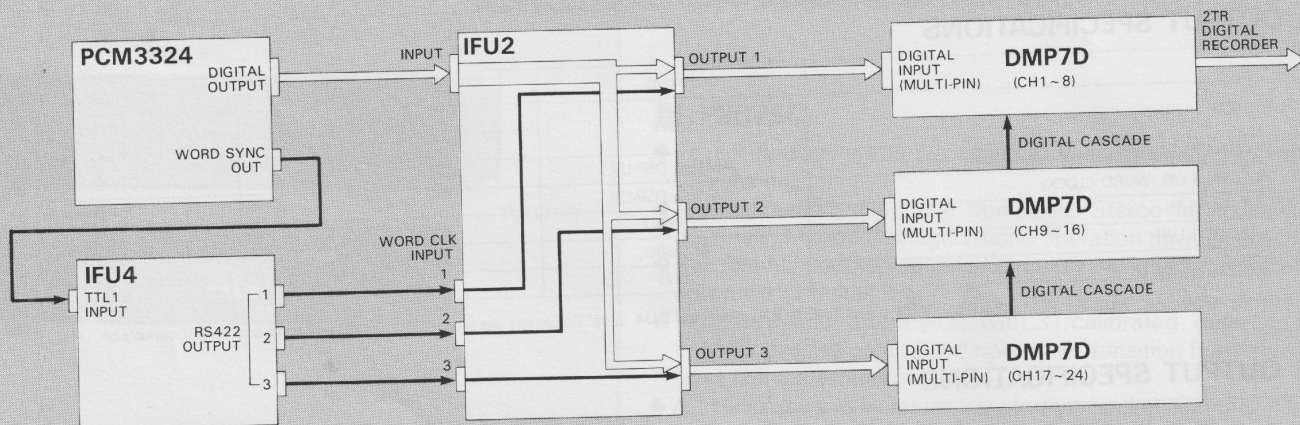 PCM3324
DIGITAL
OUTPUT
WORD SYNC
OUT
IFU4
TTL1
INPUT
RS422
OUTPUT
1
2
3
INPUT
IFU2
WORD CLK
INPUT
1
2
3
OUTPUT 1
OUTPUT 2
OUTPUT 3
DIGITAL
INPUT
(MULTI-PIN)
DMP7D
(CH1~8)
2TR
DIGITAL
RECORDER
DIGITAL CASCADE
DIGITAL
INPUT
(MULTI-PIN)
DMP7D
(CH9~16)
DIGITAL CASCADE
DIGITAL
INPUT
(MULTI-PIN)
DMP7D
(CH17~24)